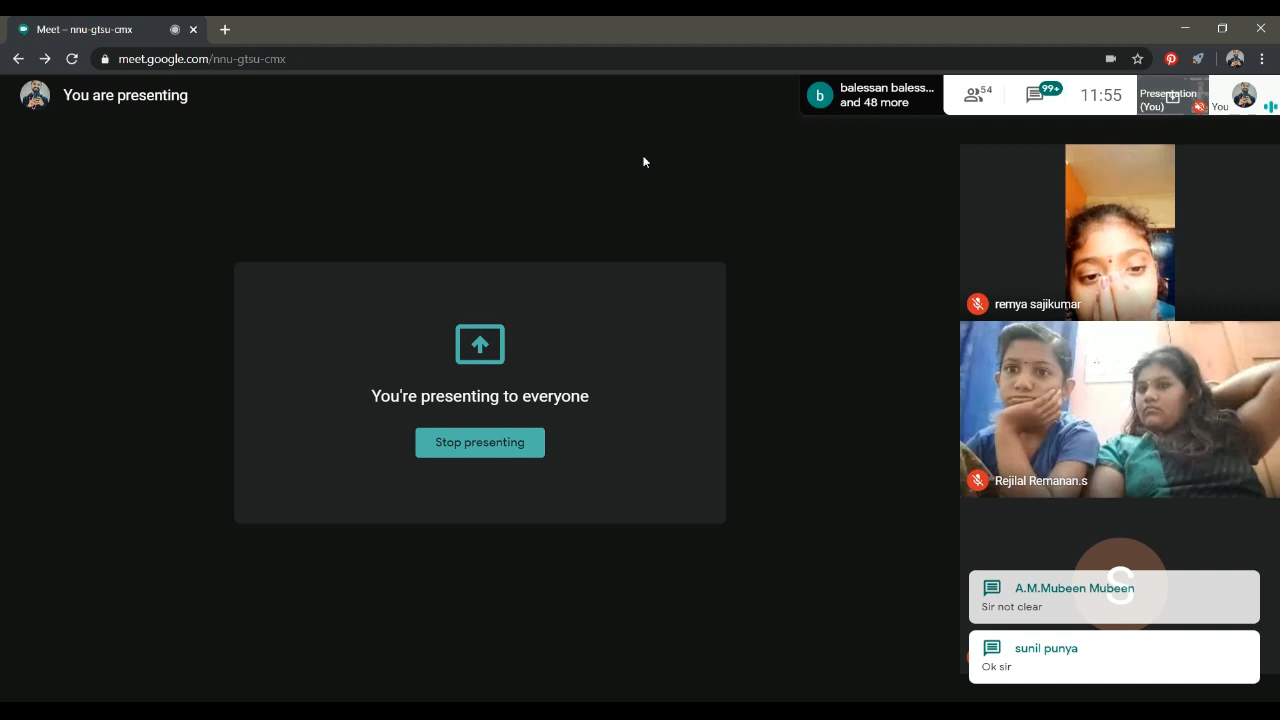 Meet – nnu-gtsu-cmx
meet.google.com/nnu-gtsu-cmx
You are presenting
b
balessan baless...
and 48 more
54
99+
11:55
Presentation
(You)
You
remya sajikumar
You're presenting to everyone
Stop presenting
Rejilal Remanan.s
S
A.M.Mubeen Mubeen
Sir not clear
sunil punya
Ok sir